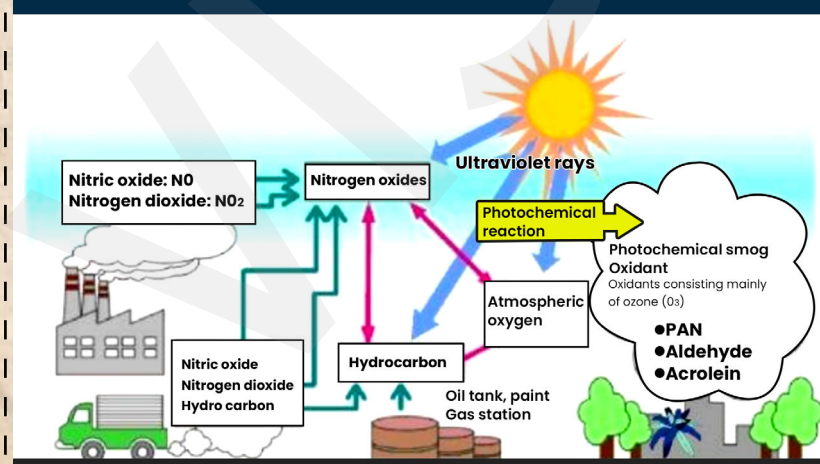 Ultraviolet rays
Nitric oxide: N0
Nitrogen dioxide: N0₂
Nitrogen oxides
Photochemical
reaction
Photochemical smog
Oxidant
Oxidants consisting mainly
of ozone (0₃)
●PAN
●Aldehyde
●Acrolein
Atmospheric
oxygen
Nitric oxide
Nitrogen dioxide
Hydro carbon
Hydrocarbon
Oil tank, paint
Gas station